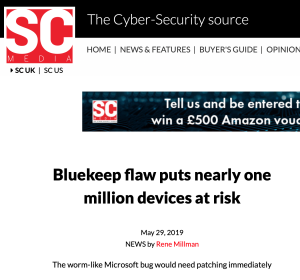 SC
MEDIA
The Cyber-Security source
SC UK | SC US
HOME | NEWS & FEATURES | BUYER'S GUIDE | OPINION
SC
Tell us and be entered t
win a £500 Amazon vou
Bluekeep flaw puts nearly one
million devices at risk
May 29, 2019
NEWS by Rene Millman
The worm-like Microsoft bug would need patching immediately